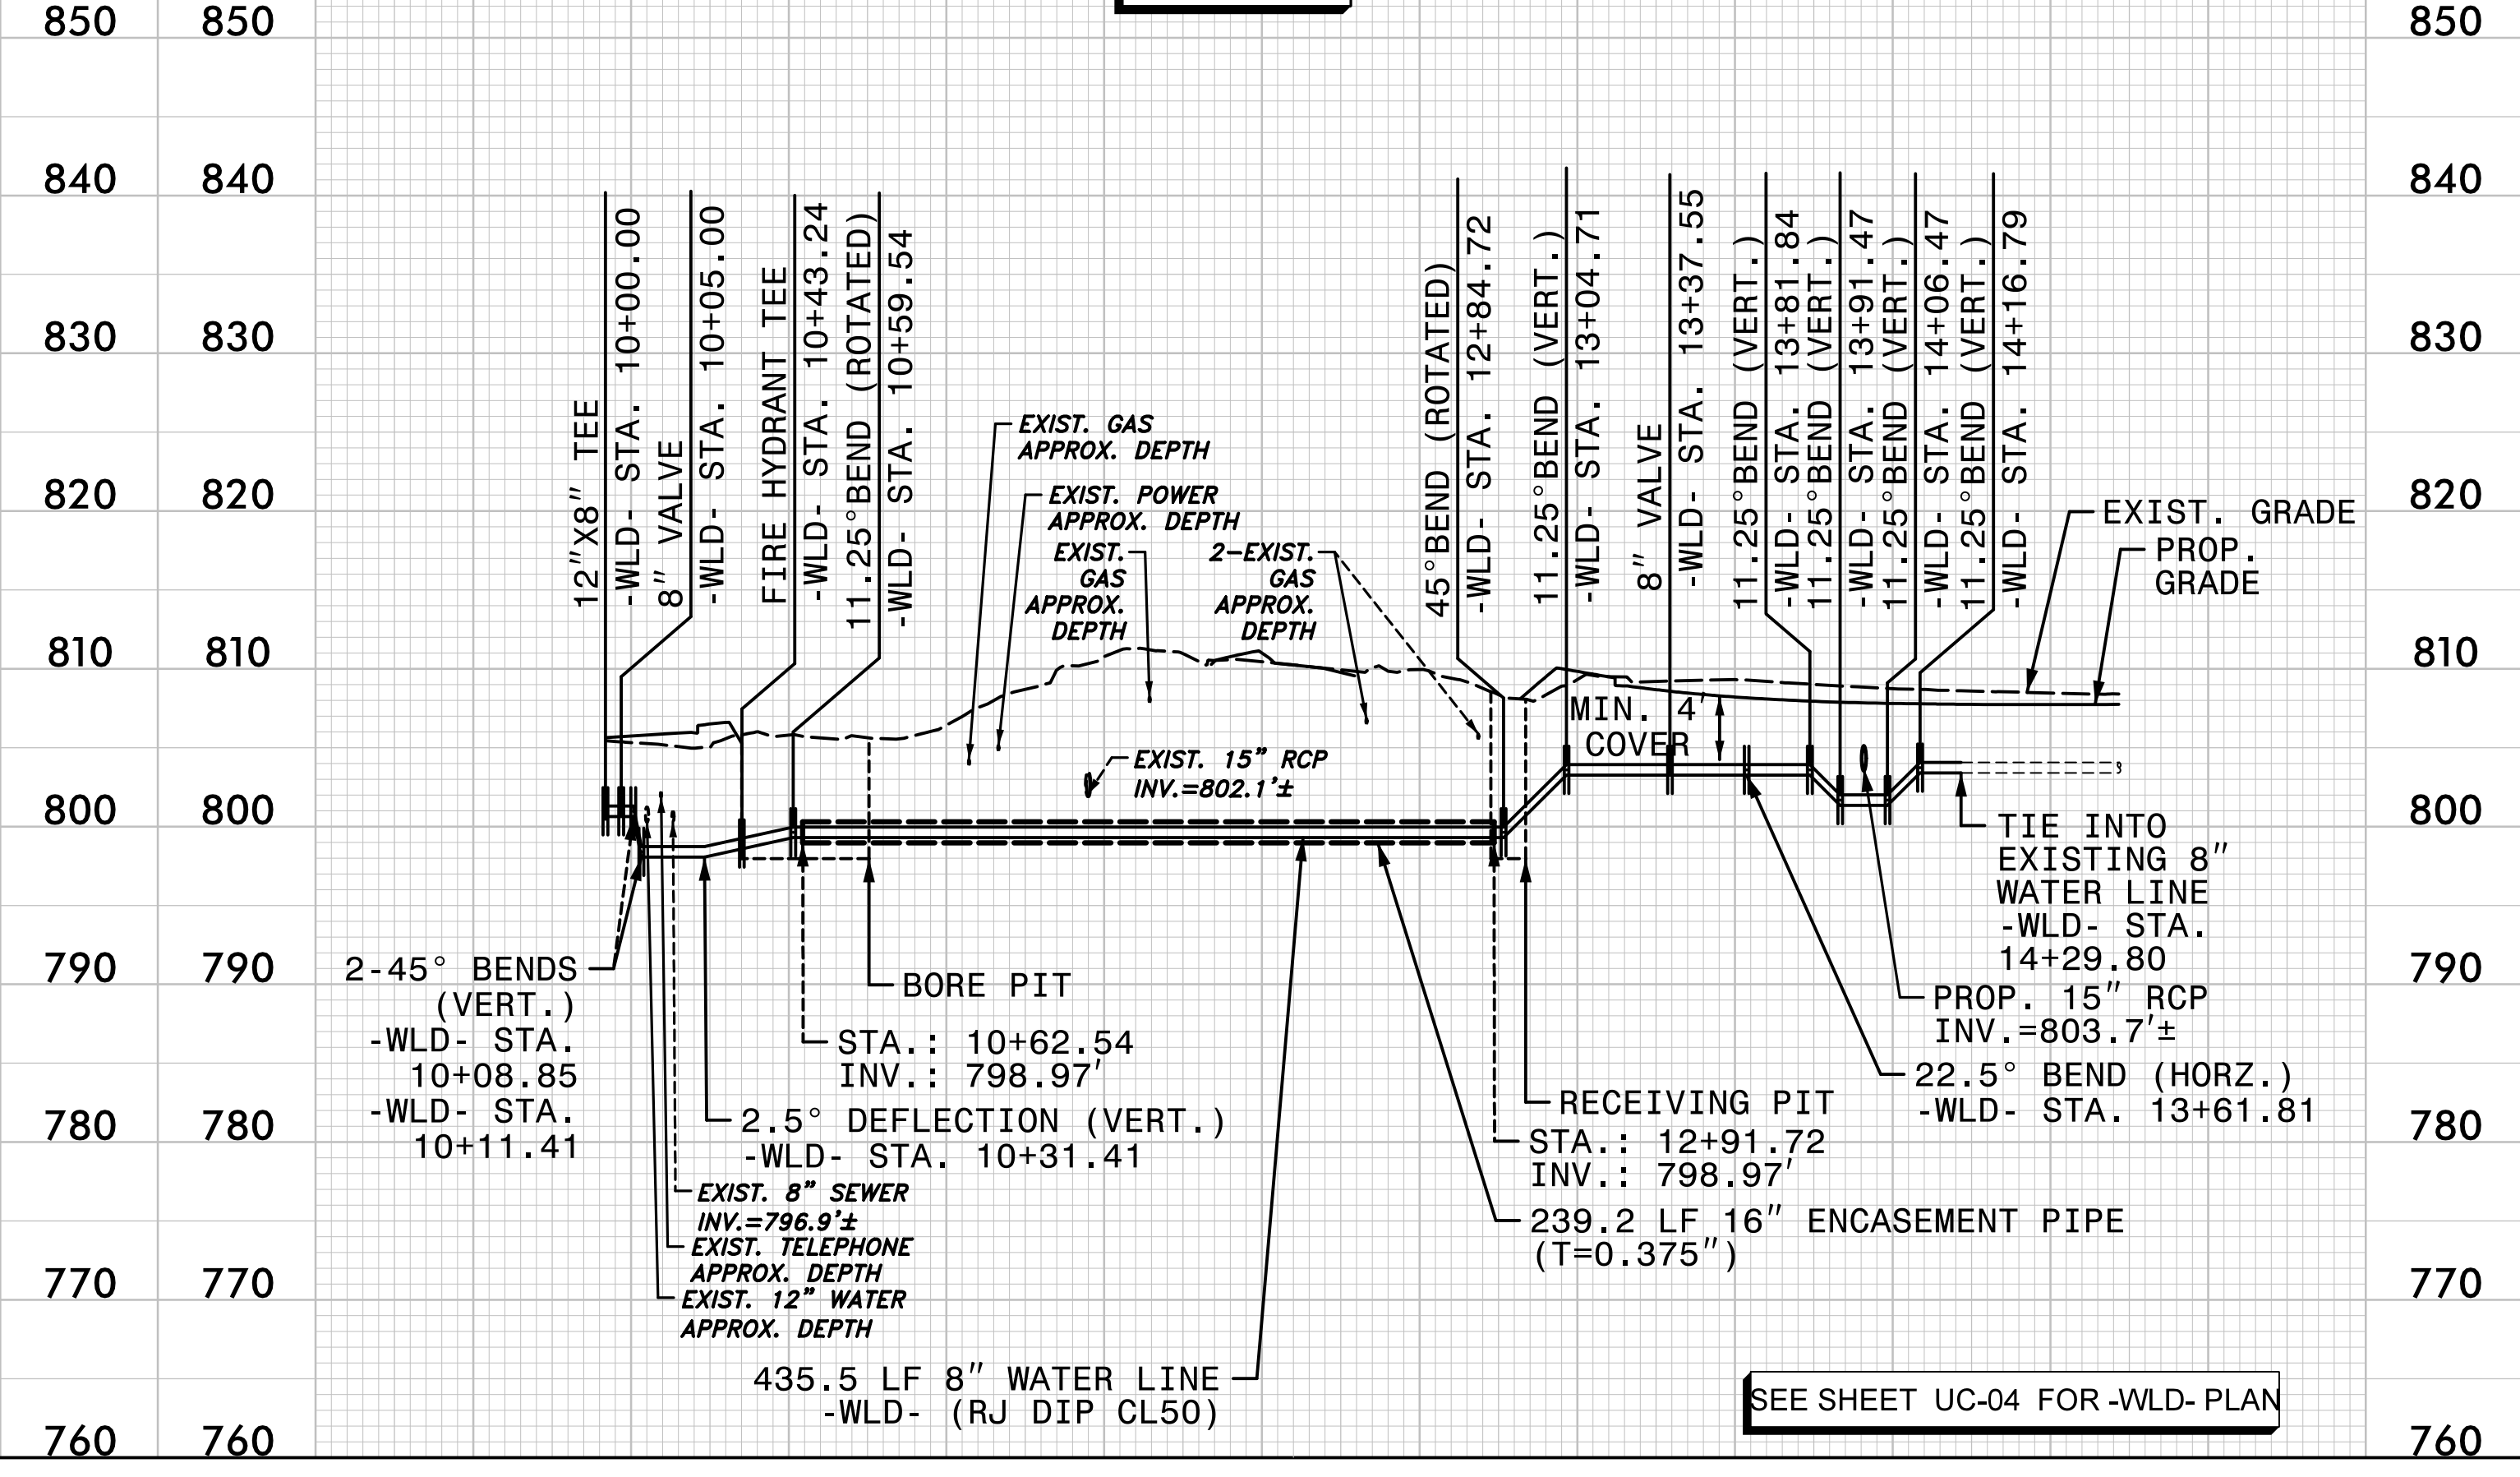 850 850 850
840 840 840
830 830 830
820 820 820
810 810 810
800 800 800
790 790 790
780 780 780
770 770 770
760 760 760
12"X8" TEE
-WLD- STA. 10+00.00
8" VALVE
-WLD- STA. 10+05.00
FIRE HYDRANT TEE
-WLD- STA. 10+43.24
11.25°BEND (ROTATED)
-WLD- STA. 10+59.54
45°BEND (ROTATED)
-WLD- STA. 12+84.72
11.25°BEND (VERT.)
-WLD- STA. 13+04.71
8" VALVE
-WLD- STA. 13+37.55
11.25°BEND (VERT.)
-WLD- STA. 13+81.84
11.25°BEND (VERT.)
-WLD- STA. 13+91.47
11.25°BEND (VERT.)
-WLD- STA. 14+06.47
11.25°BEND (VERT.)
-WLD- STA. 14+16.79
EXIST. GAS
APPROX. DEPTH
EXIST. POWER
APPROX. DEPTH
EXIST.
GAS
APPROX.
DEPTH
2-EXIST.
GAS
APPROX.
DEPTH
EXIST. GRADE
PROP.
GRADE
MIN. 4'
COVER
EXIST. 15" RCP
INV.=802.1'±
TIE INTO
EXISTING 8"
WATER LINE
-WLD- STA.
14+29.80
PROP. 15" RCP
INV.=803.7'±
22.5° BEND (HORZ.)
-WLD- STA. 13+61.81
2-45° BENDS
(VERT.)
-WLD- STA.
10+08.85
-WLD- STA.
10+11.41
BORE PIT
STA.: 10+62.54
INV.: 798.97'
2.5° DEFLECTION (VERT.)
-WLD- STA. 10+31.41
EXIST. 8" SEWER
INV.=796.9'±
EXIST. TELEPHONE
APPROX. DEPTH
EXIST. 12" WATER
APPROX. DEPTH
RECEIVING PIT
STA.: 12+91.72
INV.: 798.97'
239.2 LF 16" ENCASEMENT PIPE
(T=0.375")
435.5 LF 8" WATER LINE
-WLD- (RJ DIP CL50)
SEE SHEET UC-04 FOR -WLD- PLAN